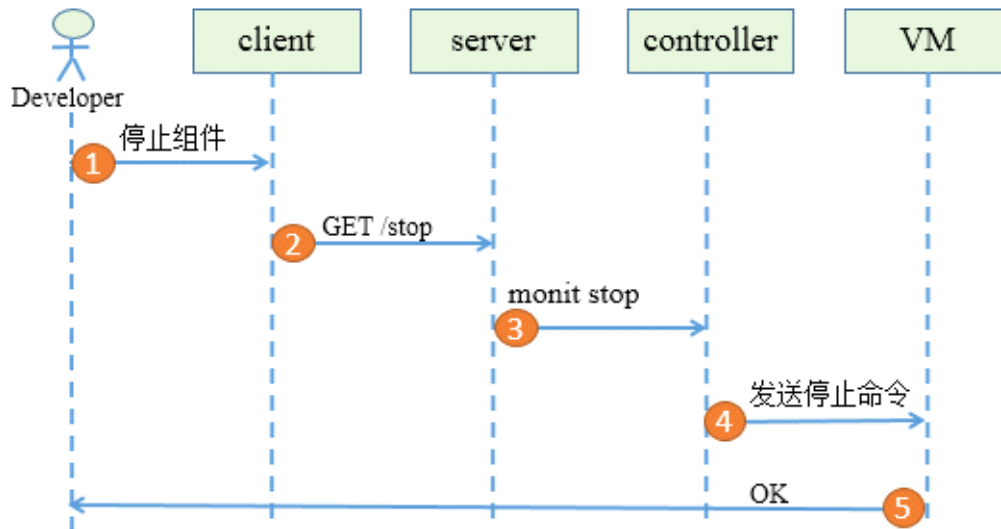 client
server
controller
VM
Developer
停止组件
1
GET /stop
2
monit stop
3
发送停止命令
4
OK
5